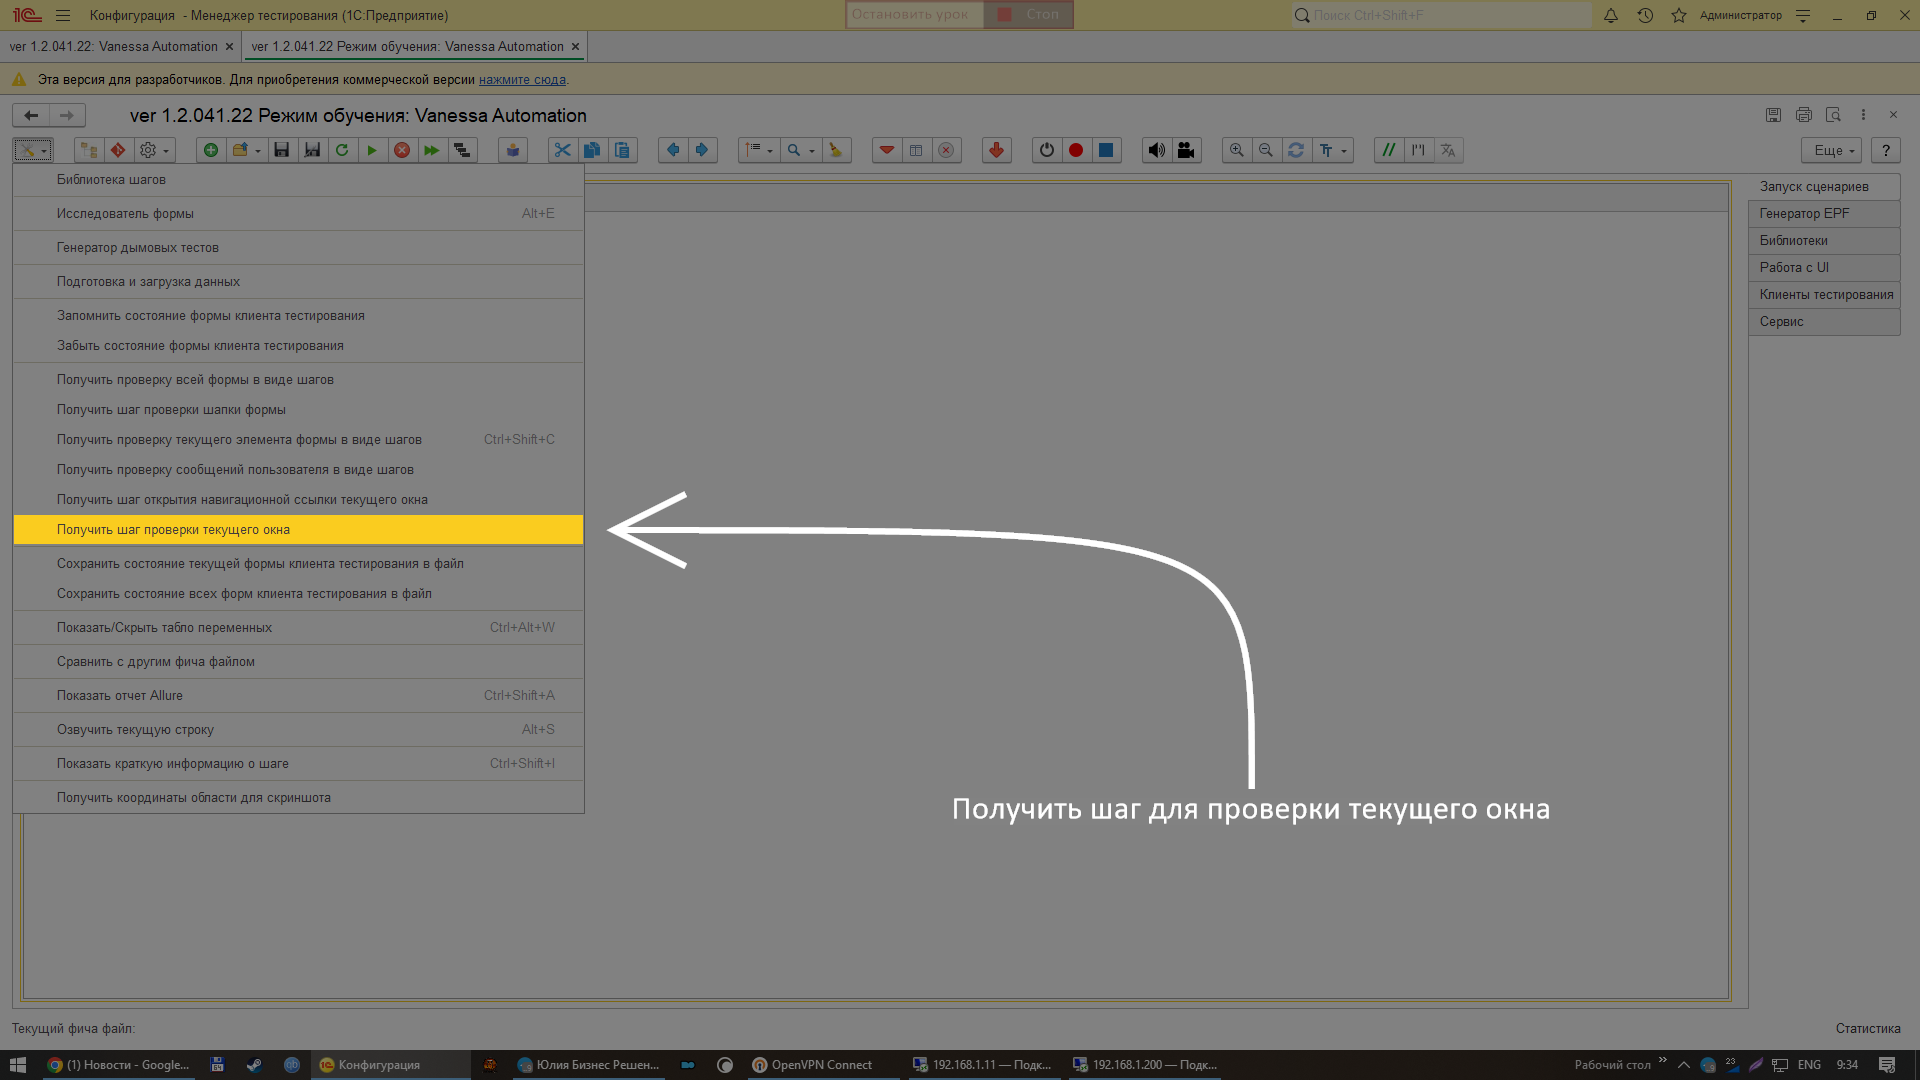 Конфигурация - Менеджер тестирования (1С:Предприятие)
Остановить урок Стоп
Поиск Ctrl+Shift+F
Администратор
ver 1.2.041.22: Vanessa Automation
ver 1.2.041.22 Режим обучения: Vanessa Automation
Эта версия для разработчиков. Для приобретения коммерческой версии нажмите сюда.
ver 1.2.041.22 Режим обучения: Vanessa Automation
Еще
?
Библиотека шагов
Исследователь формы Alt+E
Генератор дымовых тестов
Подготовка и загрузка данных
Запомнить состояние формы клиента тестирования
Забыть состояние формы клиента тестирования
Получить проверку всей формы в виде шагов
Получить шаг проверки шапки формы
Получить проверку текущего элемента формы в виде шагов Ctrl+Shift+C
Получить проверку сообщений пользователя в виде шагов
Получить шаг открытия навигационной ссылки текущего окна
Получить шаг проверки текущего окна
Сохранить состояние текущей формы клиента тестирования в файл
Сохранить состояние всех форм клиента тестирования в файл
Показать/Скрыть табло переменных Ctrl+Alt+W
Сравнить с другим фича файлом
Показать отчет Allure Ctrl+Shift+A
Озвучить текущую строку Alt+S
Показать краткую информацию о шаге Ctrl+Shift+I
Получить координаты области для скриншота
Запуск сценариев
Генератор EPF
Библиотеки
Работа с UI
Клиенты тестирования
Сервис
Получить шаг для проверки текущего окна
Текущий фича файл:
Статистика
(1) Новости - Google...
Конфигурация
Юлия Бизнес Решен...
OpenVPN Connect
192.168.1.11 — Подк...
192.168.1.200 — Подк...
Рабочий стол
23
ENG
9:34